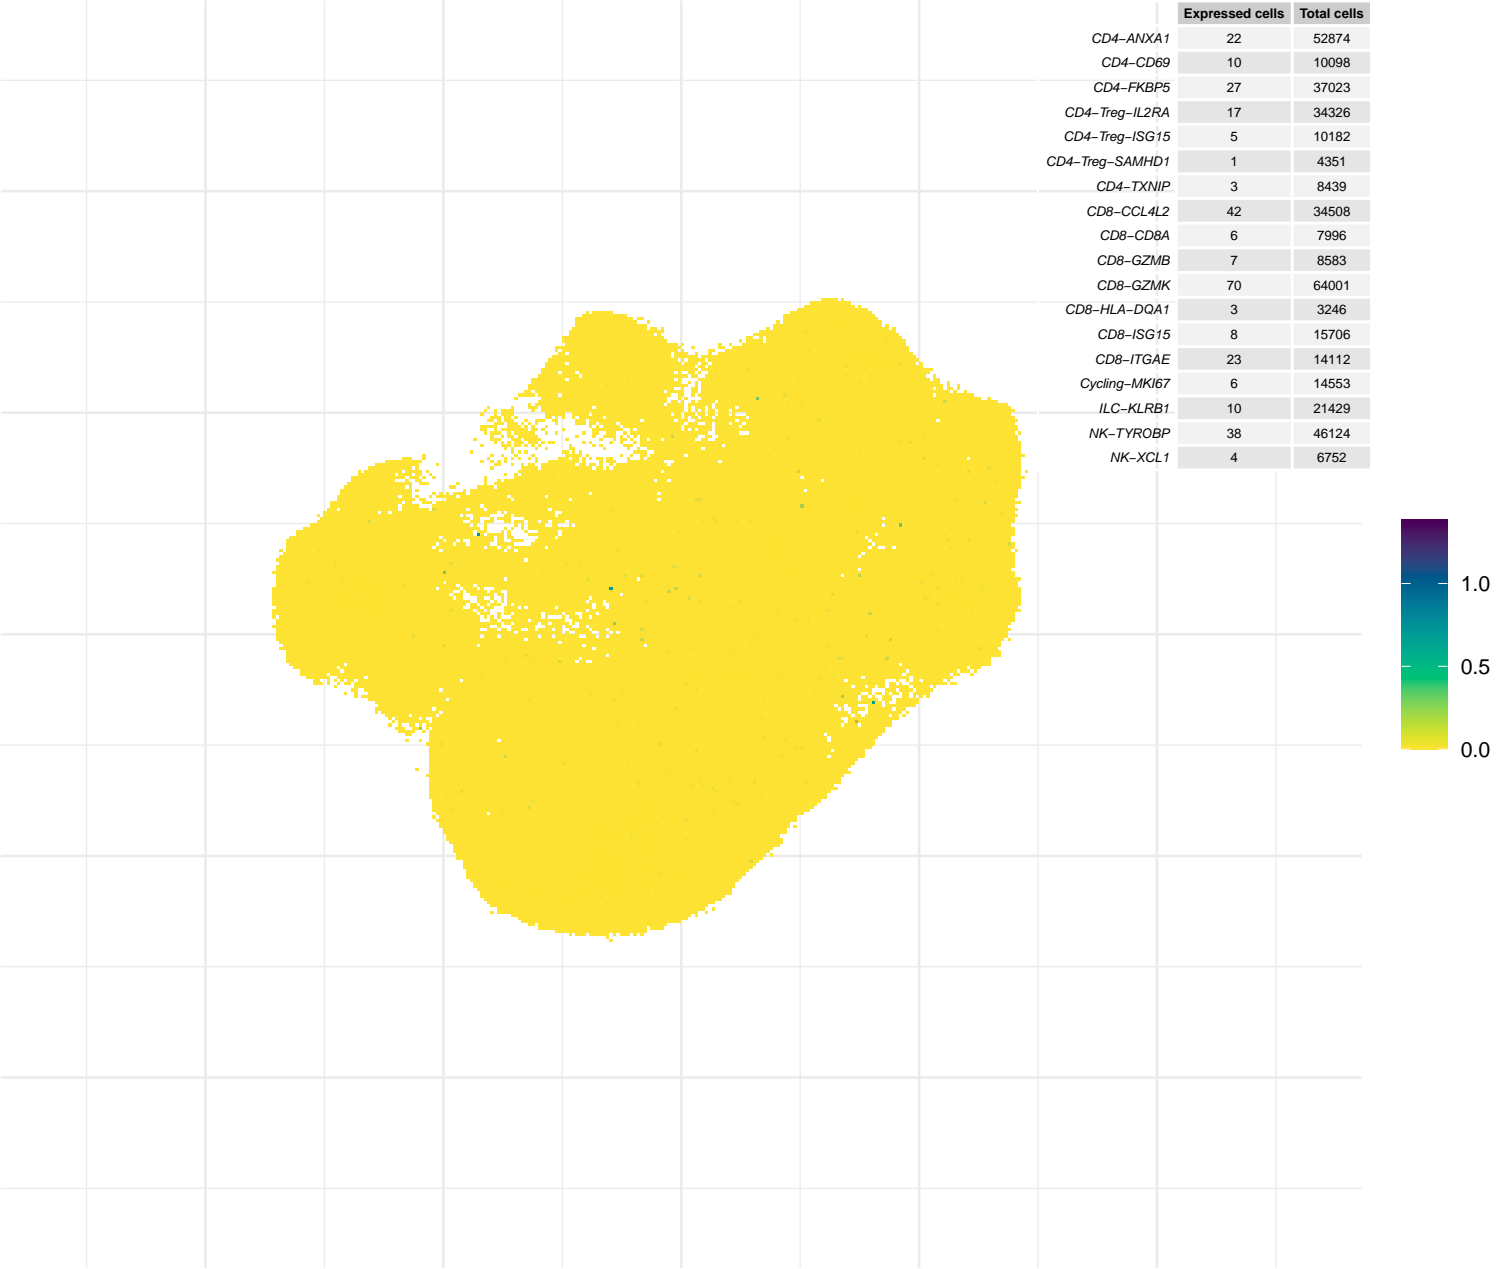 Expressed cells Total cells
CD4−ANXA1 22 52874
CD4−CD69 10 10098
CD4−FKBP5 27 37023
CD4−Treg−IL2RA 17 34326
CD4−Treg−ISG15 5 10182
CD4−Treg−SAMHD1 1 4351
CD4−TXNIP 3 8439
CD8−CCL4L2 42 34508
CD8−CD8A 6 7996
CD8−GZMB 7 8583
CD8−GZMK 70 64001
CD8−HLA−DQA1 3 3246
CD8−ISG15 8 15706
CD8−ITGAE 23 14112
Cycling−MKI67 6 14553
ILC−KLRB1 10 21429
NK−TYROBP 38 46124
NK−XCL1 4 6752
1.0
0.5
0.0